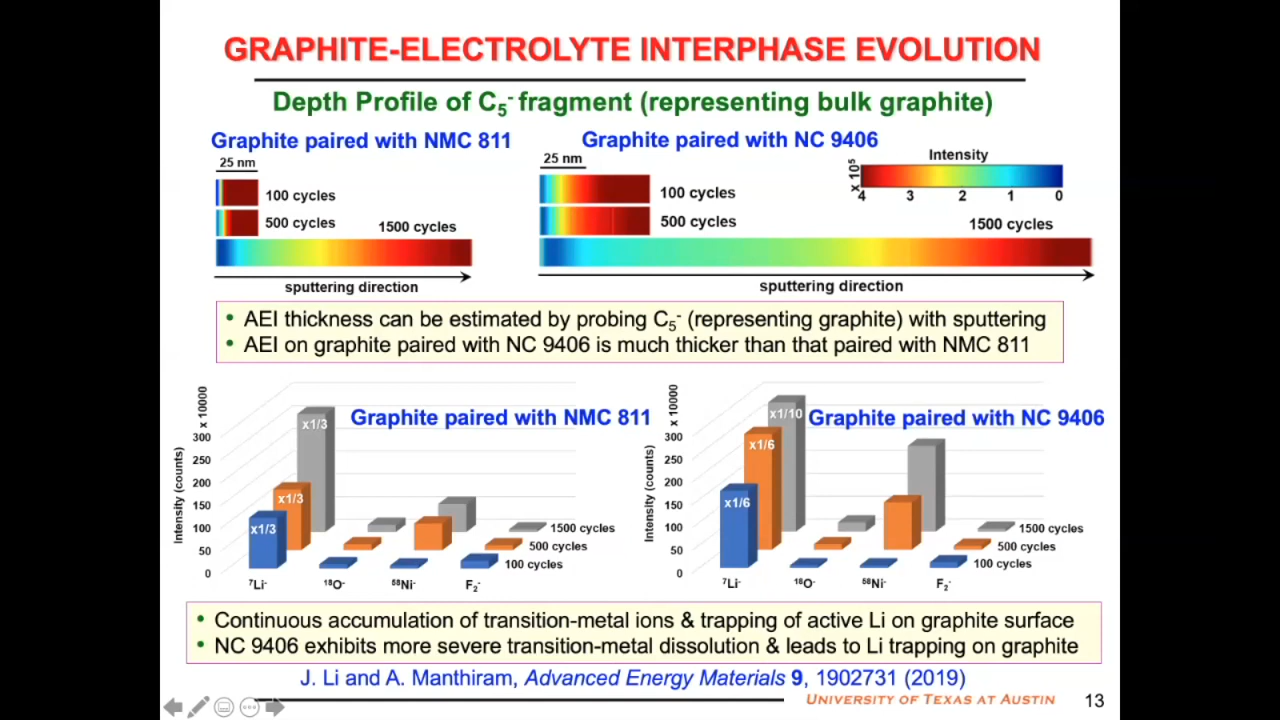 GRAPHITE-ELECTROLYTE INTERPHASE EVOLUTION
Depth Profile of C5- fragment (representing bulk graphite)
Graphite paired with NMC 811
25 nm
100 cycles
500 cycles
1500 cycles
sputtering direction
Graphite paired with NC 9406
25 nm
100 cycles
500 cycles
1500 cycles
sputtering direction
Intensity
x 10⁵
4 3 2 1 0
• AEI thickness can be estimated by probing C5- (representing graphite) with sputtering
• AEI on graphite paired with NC 9406 is much thicker than that paired with NMC 811
Graphite paired with NMC 811
Intensity (counts) x 10000
300
250
200
150
100
50
0
x1/3
x1/3
x1/3
1500 cycles
500 cycles
100 cycles
⁷Li⁻ ¹⁸O⁻ ⁵⁸Ni⁻ F₂⁻
Graphite paired with NC 9406
Intensity (counts) x 10000
300
250
200
150
100
50
0
x1/10
x1/6
x1/6
1500 cycles
500 cycles
100 cycles
⁷Li⁻ ¹⁸O⁻ ⁵⁸Ni⁻ F₂⁻
• Continuous accumulation of transition-metal ions & trapping of active Li on graphite surface
• NC 9406 exhibits more severe transition-metal dissolution & leads to Li trapping on graphite
J. Li and A. Manthiram, Advanced Energy Materials 9, 1902731 (2019)
UNIVERSITY OF TEXAS AT AUSTIN
13